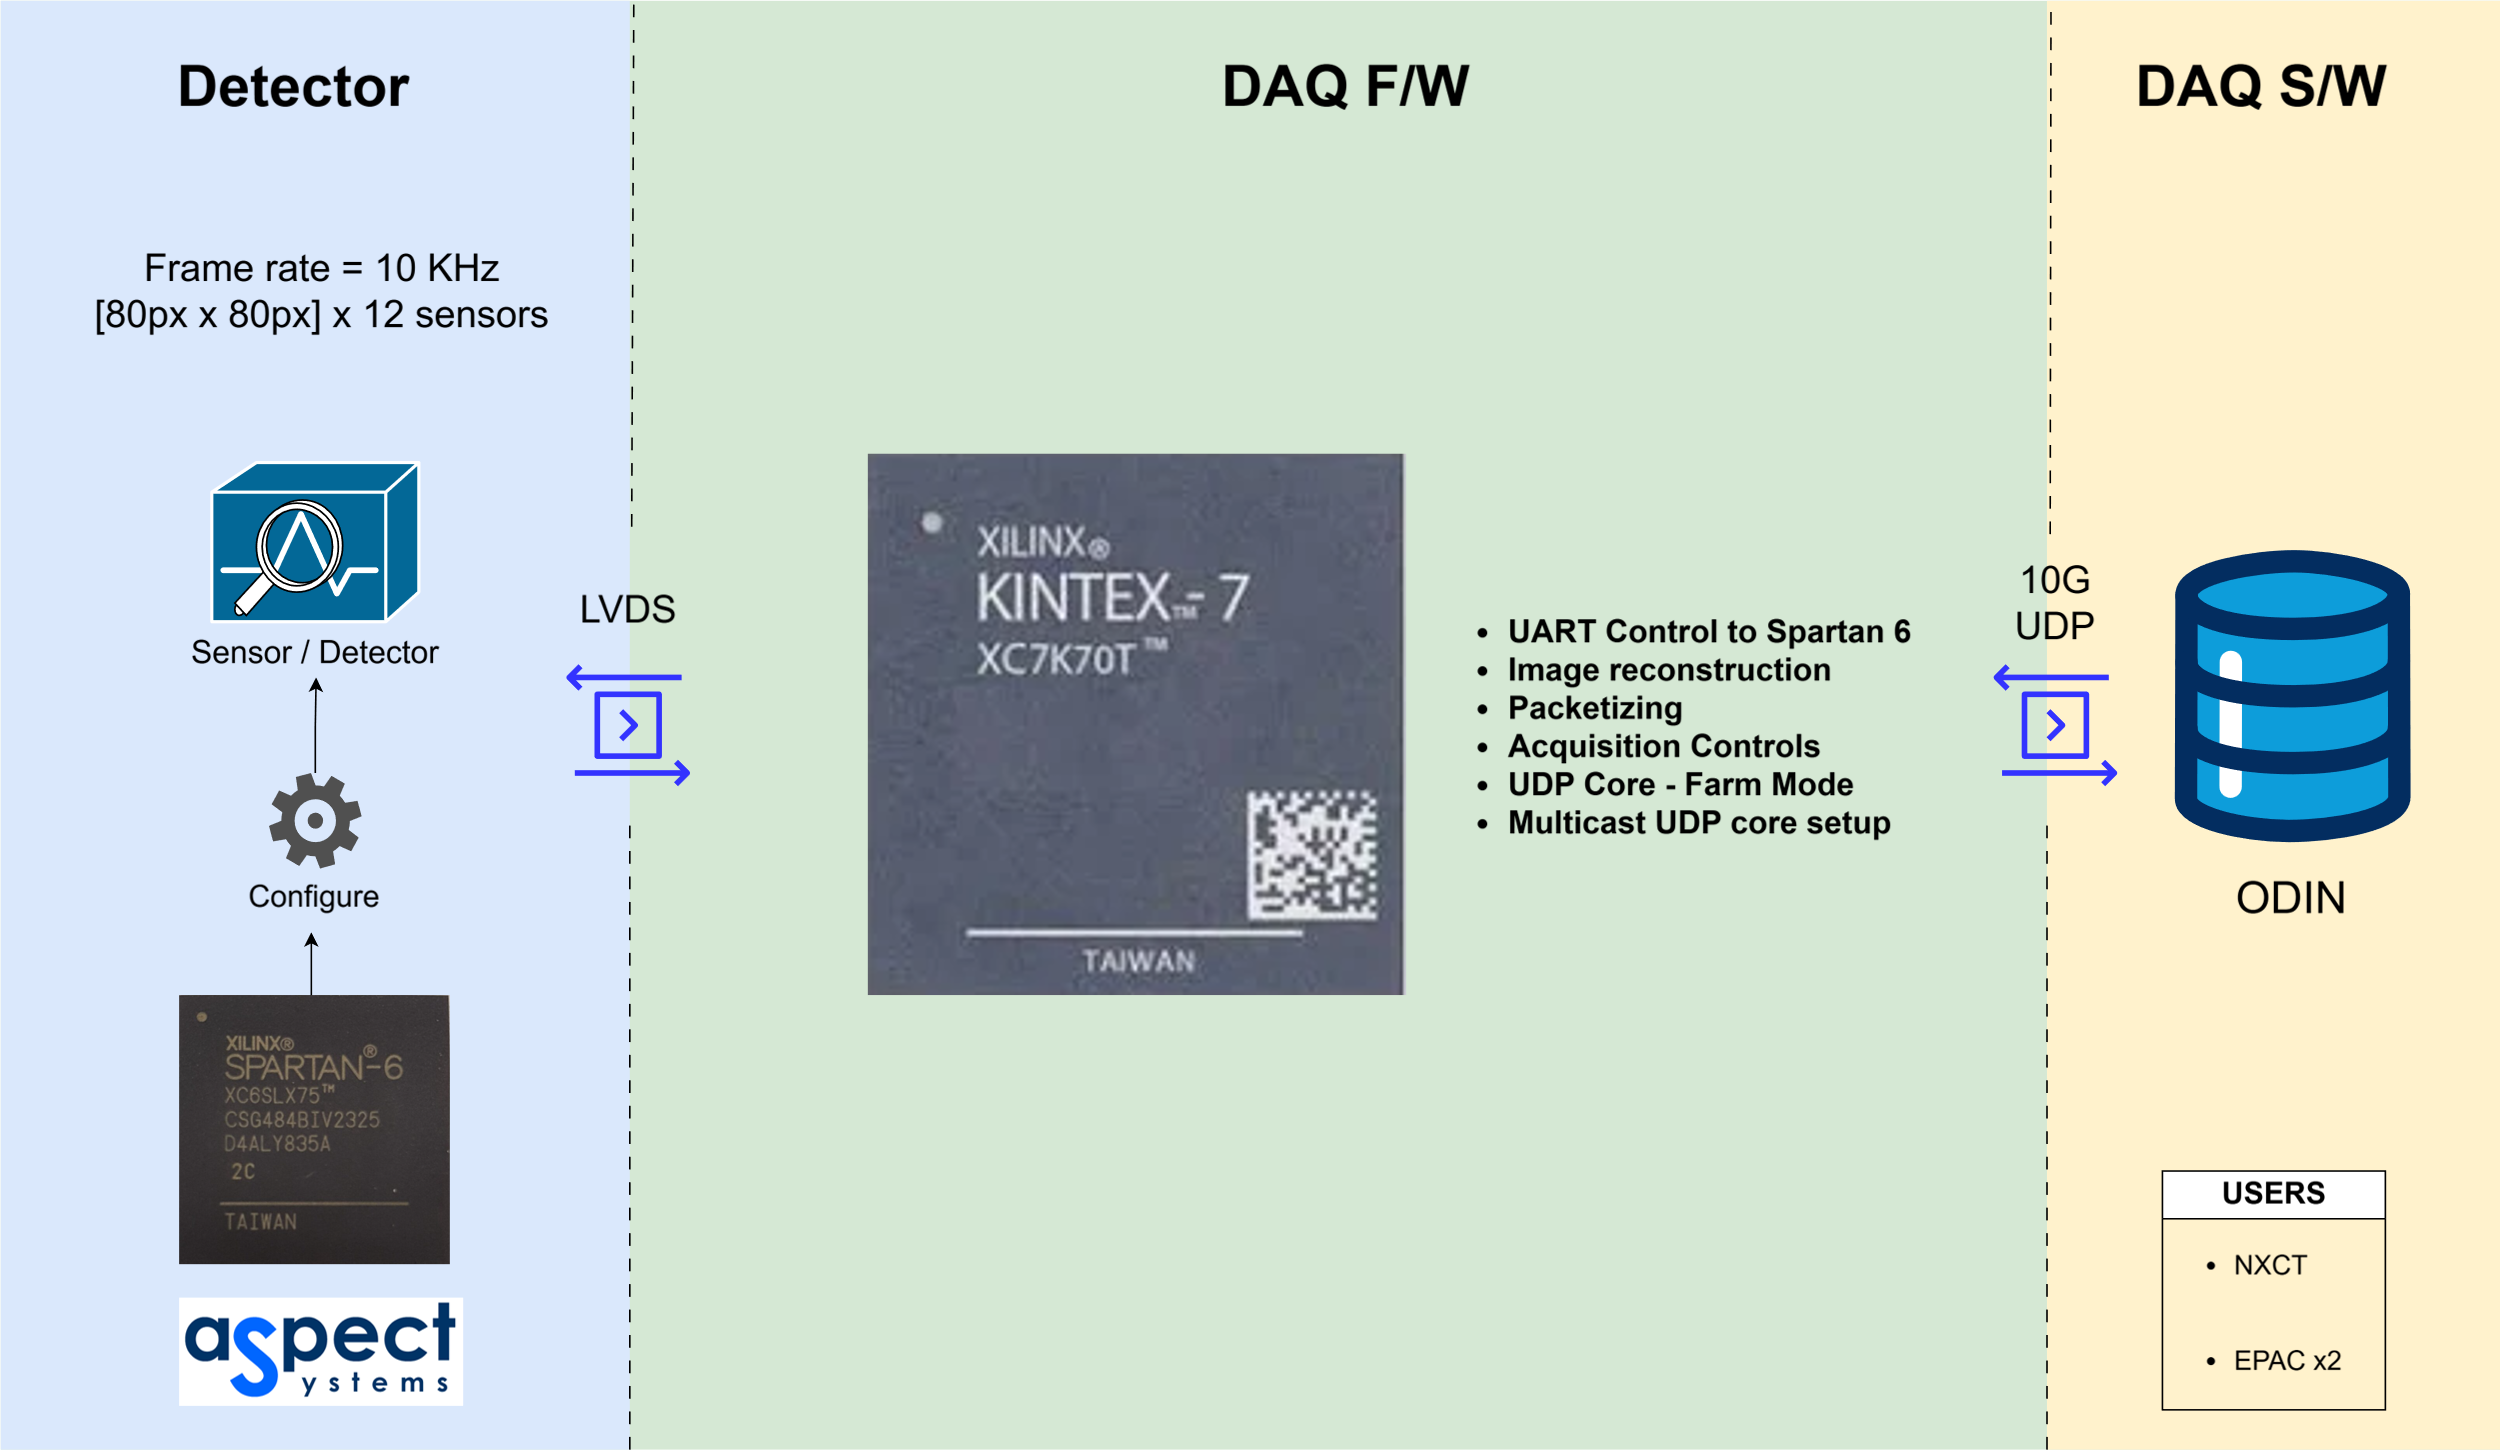 Detector
DAQ F/W
DAQ S/W
Frame rate = 10 KHz
[80px x 80px] x 12 sensors
Sensor / Detector
Configure
XILINX®
SPARTAN®-6
XC6SLX75™
CSG484BIV2325
D4ALY835A
2C
TAIWAN
aspect
systems
LVDS
XILINX®
KINTEX™-7
XC7K70T™
TAIWAN
• UART Control to Spartan 6
• Image reconstruction
• Packetizing
• Acquisition Controls
• UDP Core - Farm Mode
• Multicast UDP core setup
10G
UDP
ODIN
USERS
• NXCT
• EPAC x2